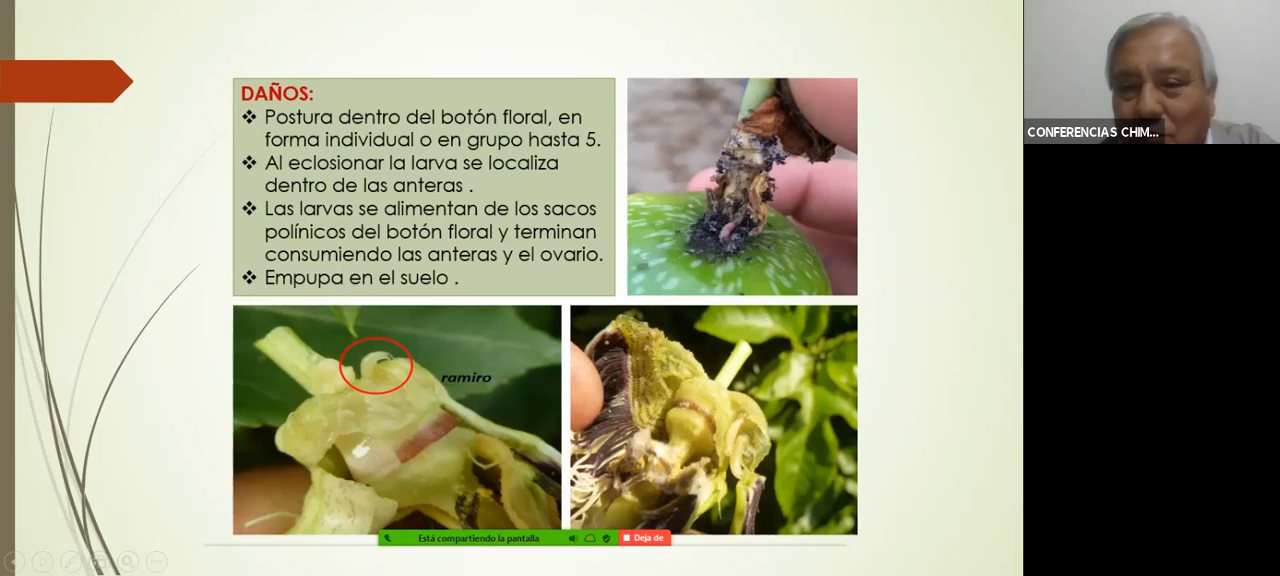 DAÑOS:
❖ Postura dentro del botón floral, en
forma individual o en grupo hasta 5.
❖ Al eclosionar la larva se localiza
dentro de las anteras .
❖ Las larvas se alimentan de los sacos
polínicos del botón floral y terminan
consumiendo las anteras y el ovario.
❖ Empupa en el suelo .
ramiro
Está compartiendo la pantalla
Deja de
CONFERENCIAS CHIM...